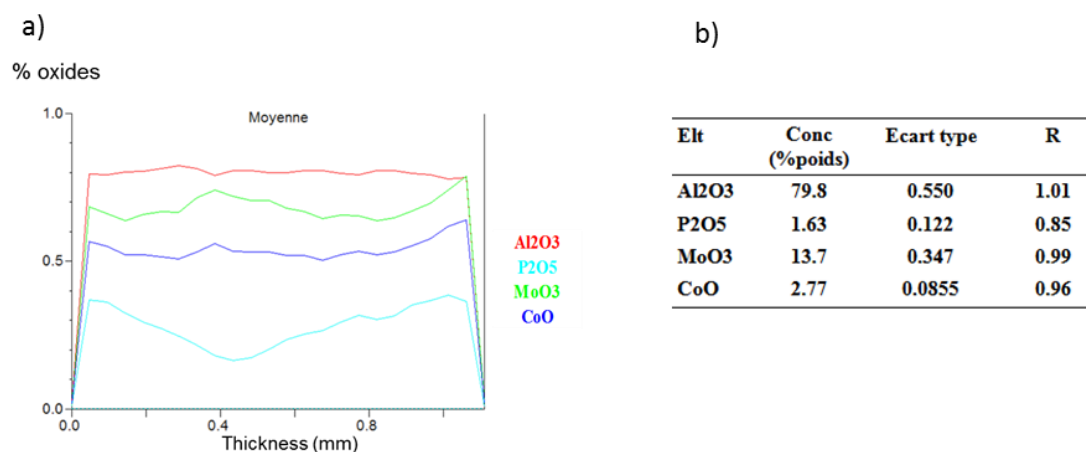 a)
% oxides
Moyenne
1.0
0.5
0.0
0.0
0.4
0.8
Thickness (mm)
Al2O3
P2O5
MoO3
CoO
b)
Elt Conc (%poids) Ecart type R
Al2O3 79.8 0.550 1.01
P2O5 1.63 0.122 0.85
MoO3 13.7 0.347 0.99
CoO 2.77 0.0855 0.96